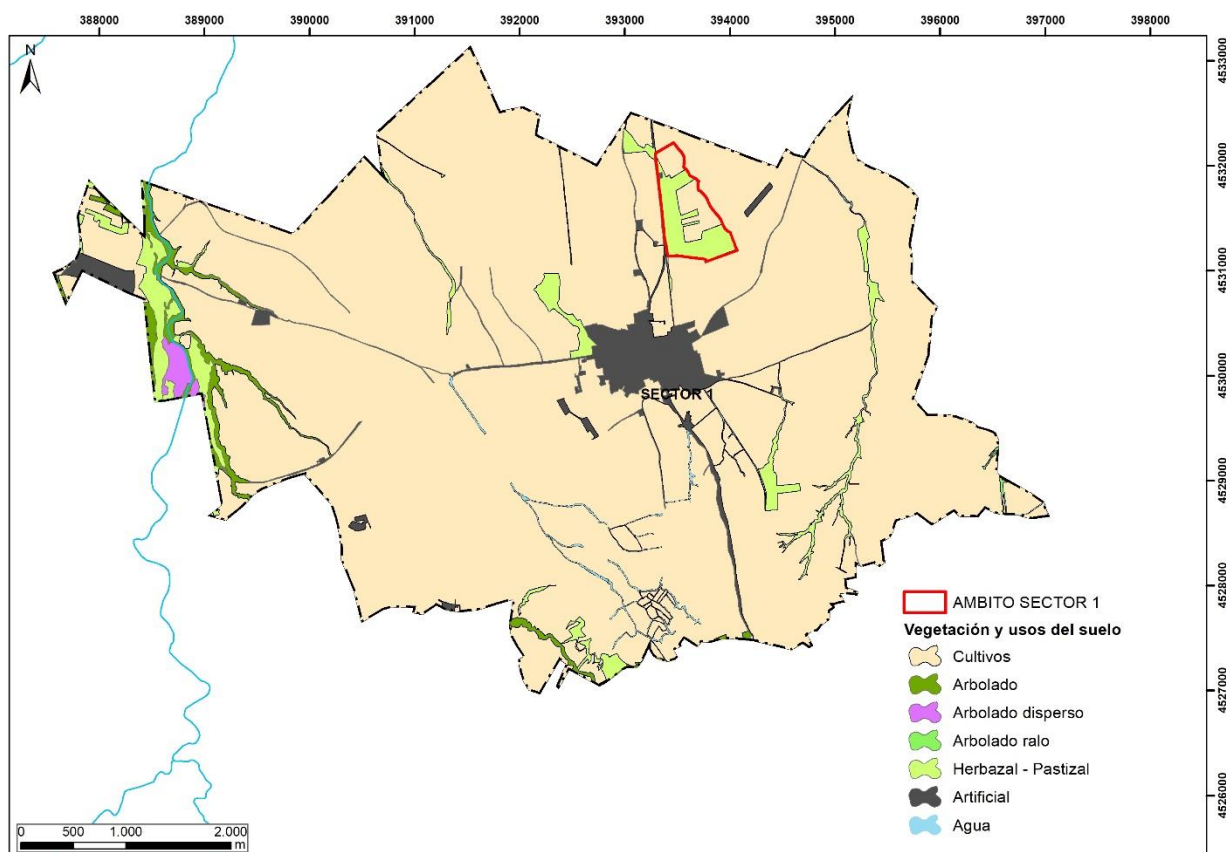 388000 389000 390000 391000 392000 393000 394000 395000 396000 397000 398000
N
4533000
4532000
4531000
4530000
4529000
4528000
4527000
4526000
SECTOR 1
AMBITO SECTOR 1
Vegetación y usos del suelo
Cultivos
Arbolado
Arbolado disperso
Arbolado ralo
Herbazal - Pastizal
Artificial
Agua
0 500 1.000 2.000
m